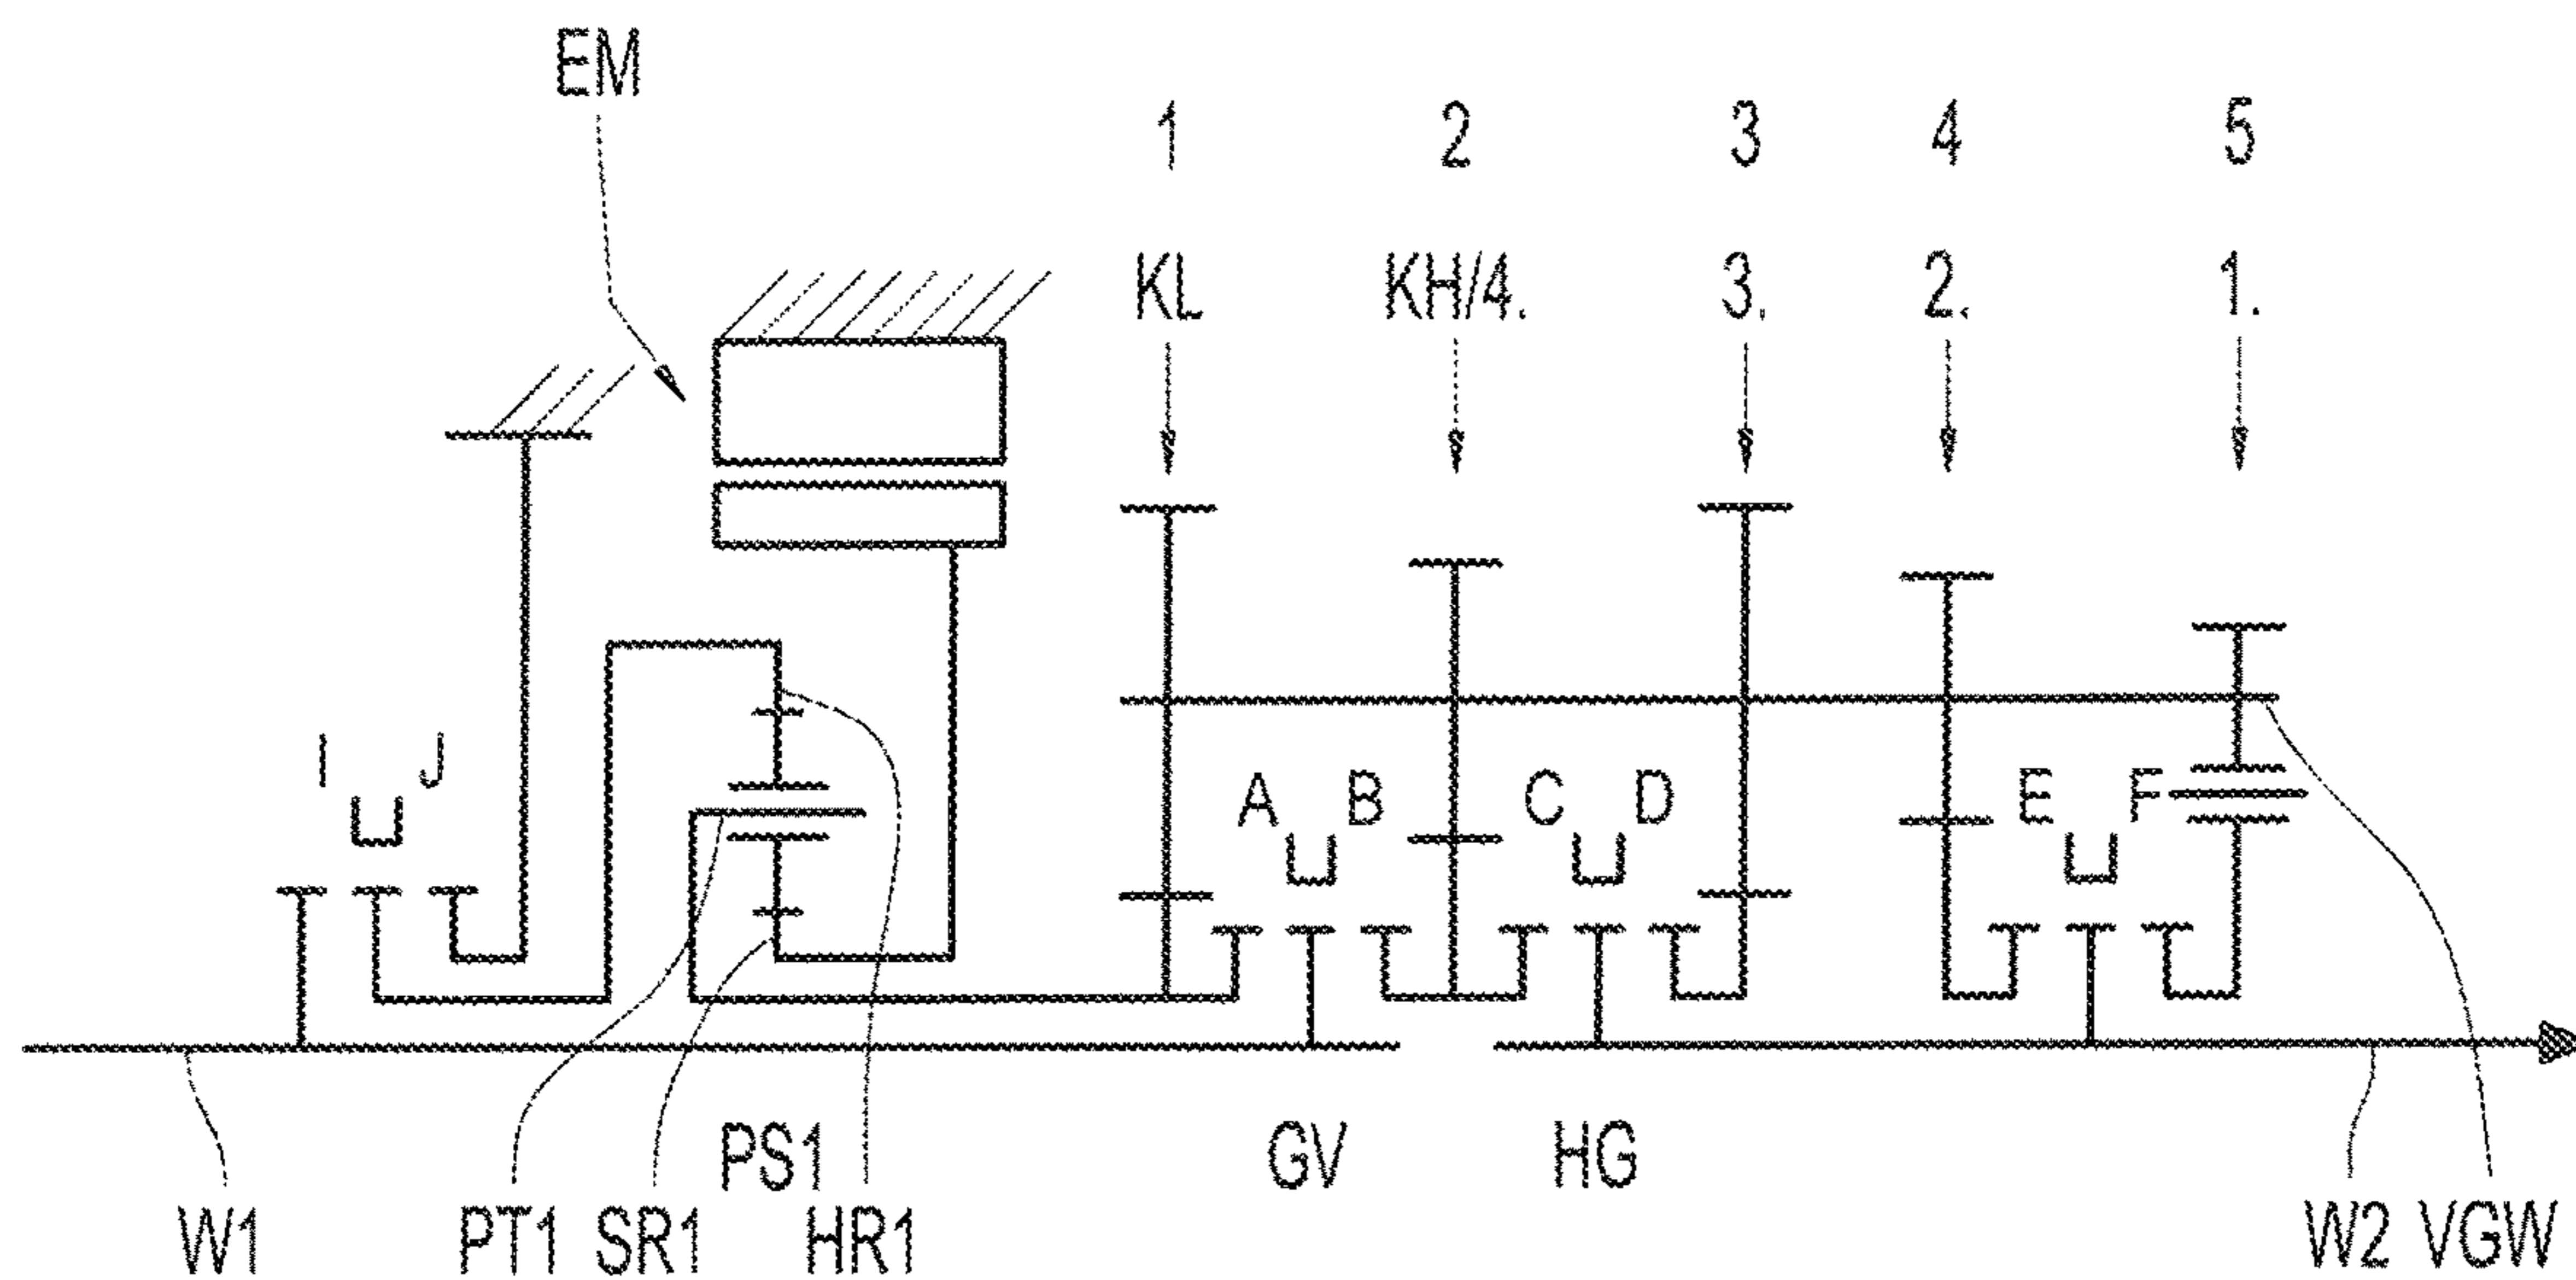 EM
1 2 3 4 5
KL KH/4. 3. 2. 1.
I J
A B C D E F
PS1 GV HG
W1 PT1 SR1 HR1 W2 VGW